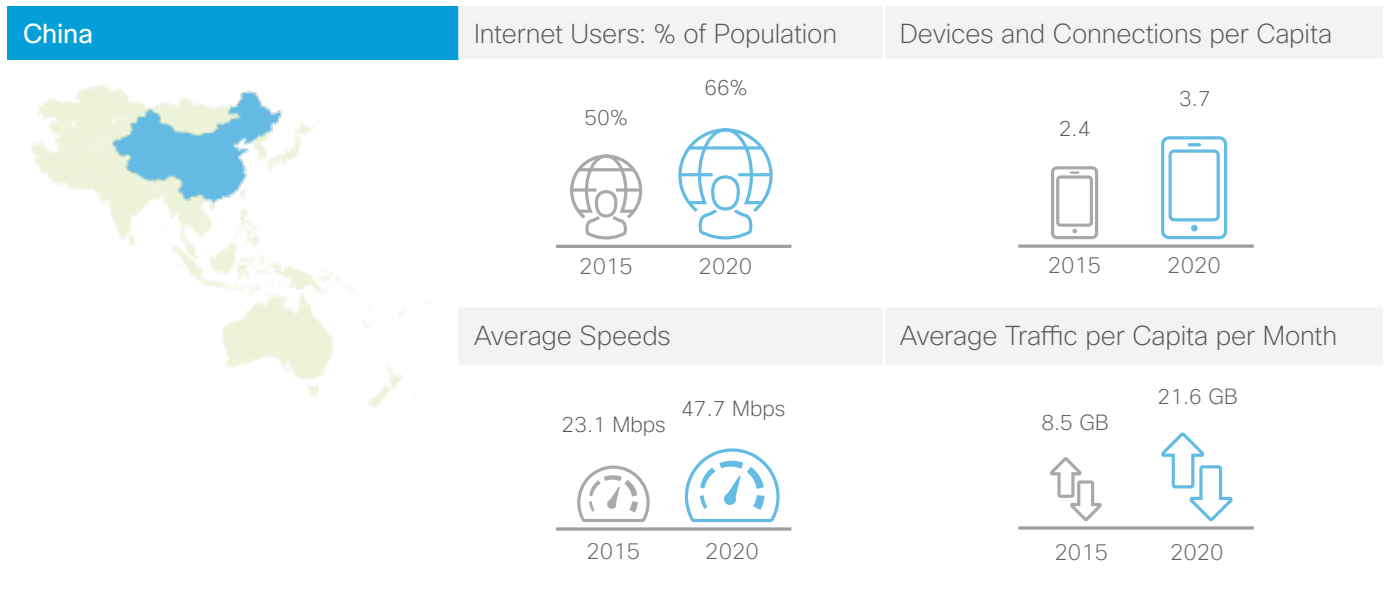 China
Internet Users: % of Population
Devices and Connections per Capita
50%
66%
2015
2020
2.4
3.7
2015
2020
Average Speeds
Average Traffic per Capita per Month
23.1 Mbps
47.7 Mbps
2015
2020
8.5 GB
21.6 GB
2015
2020